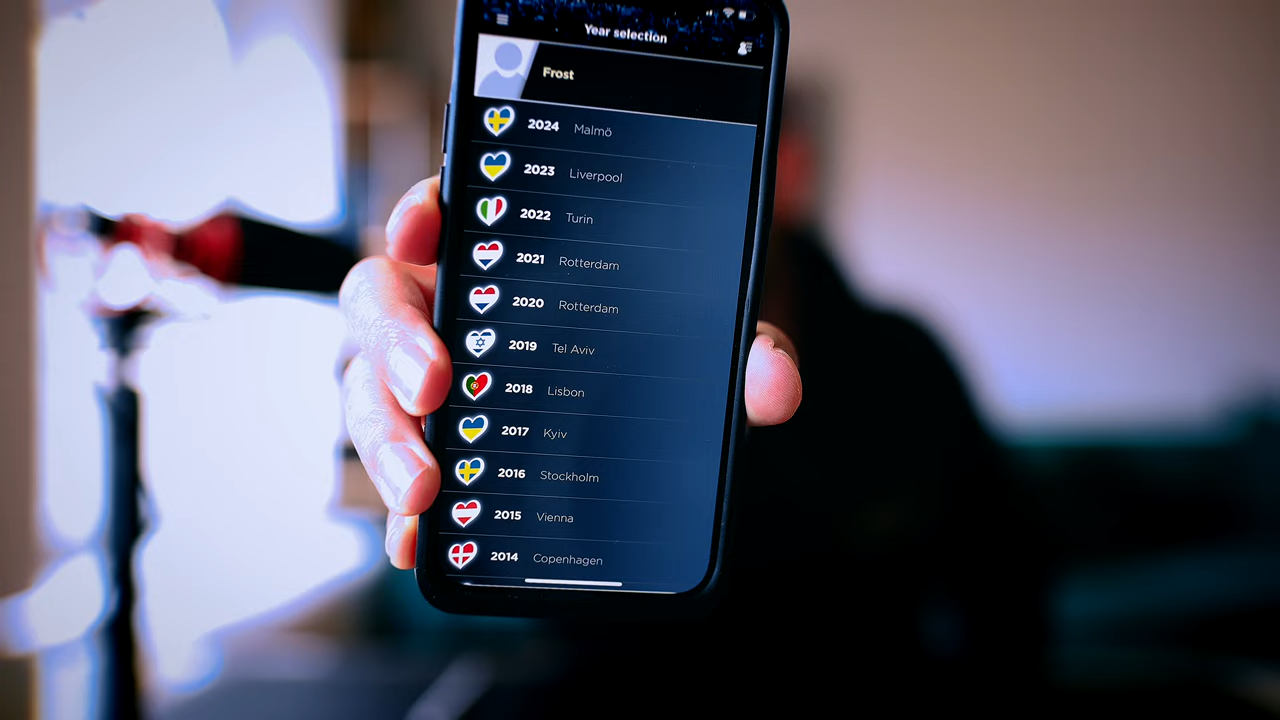 Year selection
Frost
2024 Malmö
2023 Liverpool
2022 Turin
2021 Rotterdam
2020 Rotterdam
2019 Tel Aviv
2018 Lisbon
2017 Kyiv
2016 Stockholm
2015 Vienna
2014 Copenhagen